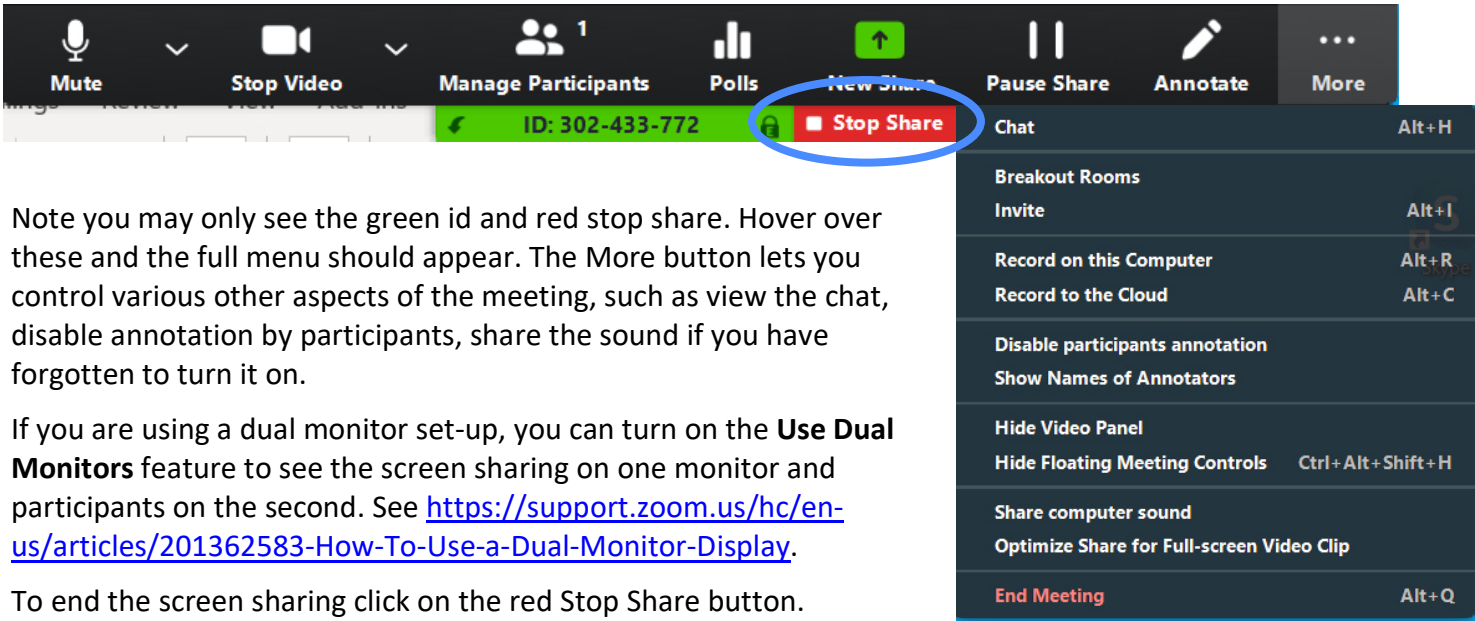 1
Mute Stop Video Manage Participants Polls New Share Pause Share Annotate More
Review View Add-ins
ID: 302-433-772 Stop Share
Chat Alt+H
Breakout Rooms
Invite Alt+I
Record on this Computer Alt+R
Record to the Cloud Alt+C
Disable participants annotation
Show Names of Annotators
Hide Video Panel
Hide Floating Meeting Controls Ctrl+Alt+Shift+H
Share computer sound
Optimize Share for Full-screen Video Clip
End Meeting Alt+Q
Skype
Note you may only see the green id and red stop share. Hover over
these and the full menu should appear. The More button lets you
control various other aspects of the meeting, such as view the chat,
disable annotation by participants, share the sound if you have
forgotten to turn it on.
If you are using a dual monitor set-up, you can turn on the Use Dual
Monitors feature to see the screen sharing on one monitor and
participants on the second. See https://support.zoom.us/hc/en-
us/articles/201362583-How-To-Use-a-Dual-Monitor-Display.
To end the screen sharing click on the red Stop Share button.